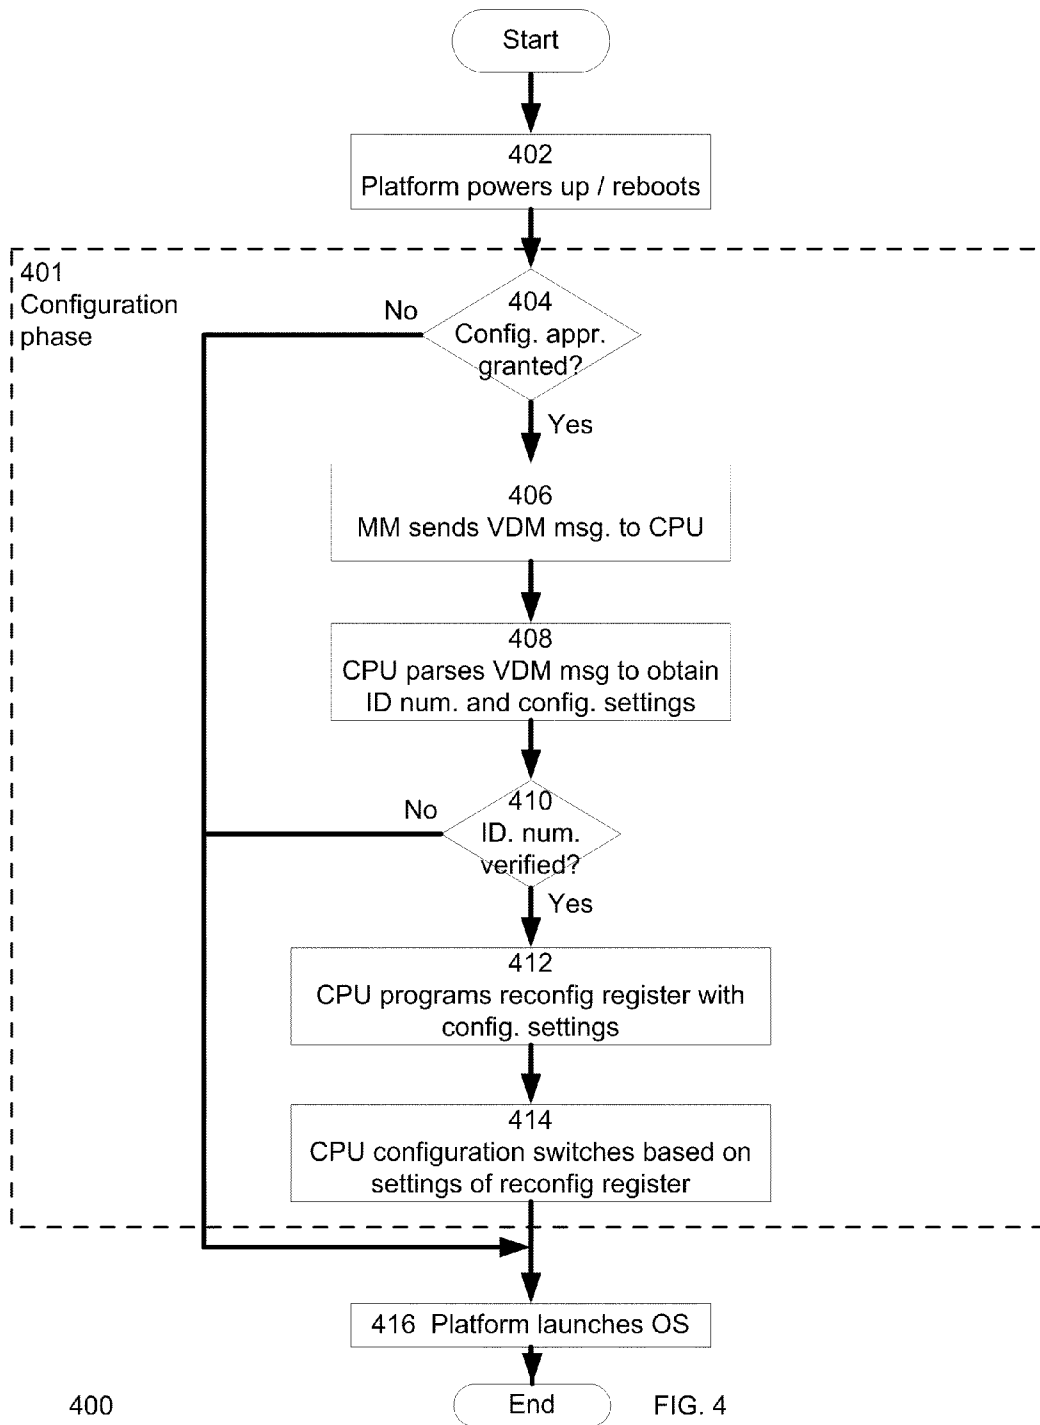 Start
402
Platform powers up / reboots
401
Configuration
phase
No
404
Config. appr.
granted?
Yes
406
MM sends VDM msg. to CPU
408
CPU parses VDM msg to obtain
ID num. and config. settings
No
410
ID. num.
verified?
Yes
412
CPU programs reconfig register with
config. settings
414
CPU configuration switches based on
settings of reconfig register
416 Platform launches OS
400
End
FIG. 4